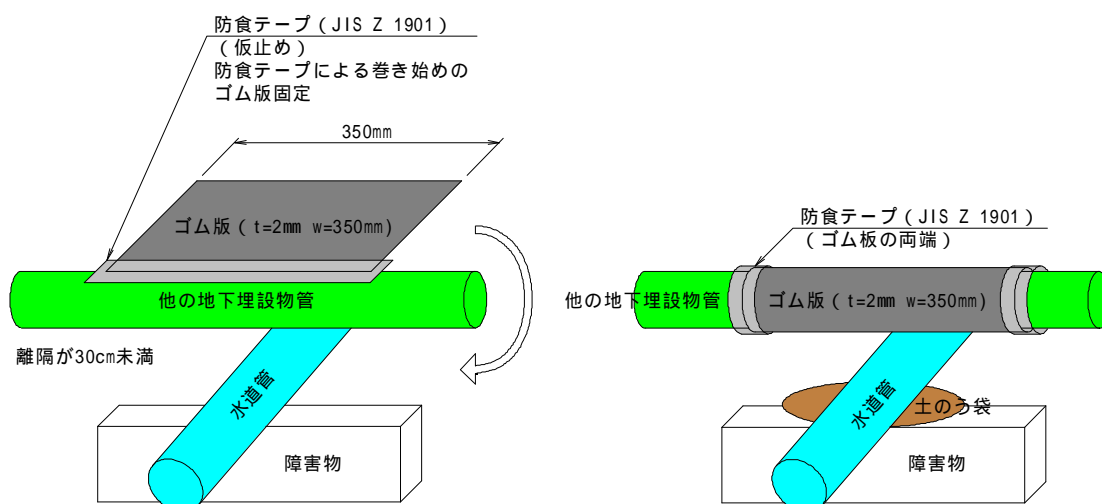 防食テープ(JIS Z 1901)
(仮止め)
防食テープによる巻き始めの
ゴム版固定
350mm
ゴム版(t=2mm w=350mm)
他の地下埋設物管
離隔が30cm未満
水道管
障害物
防食テープ(JIS Z 1901)
(ゴム板の両端)
他の地下埋設物管
ゴム版(t=2mm w=350mm)
土のう袋
水道管
障害物